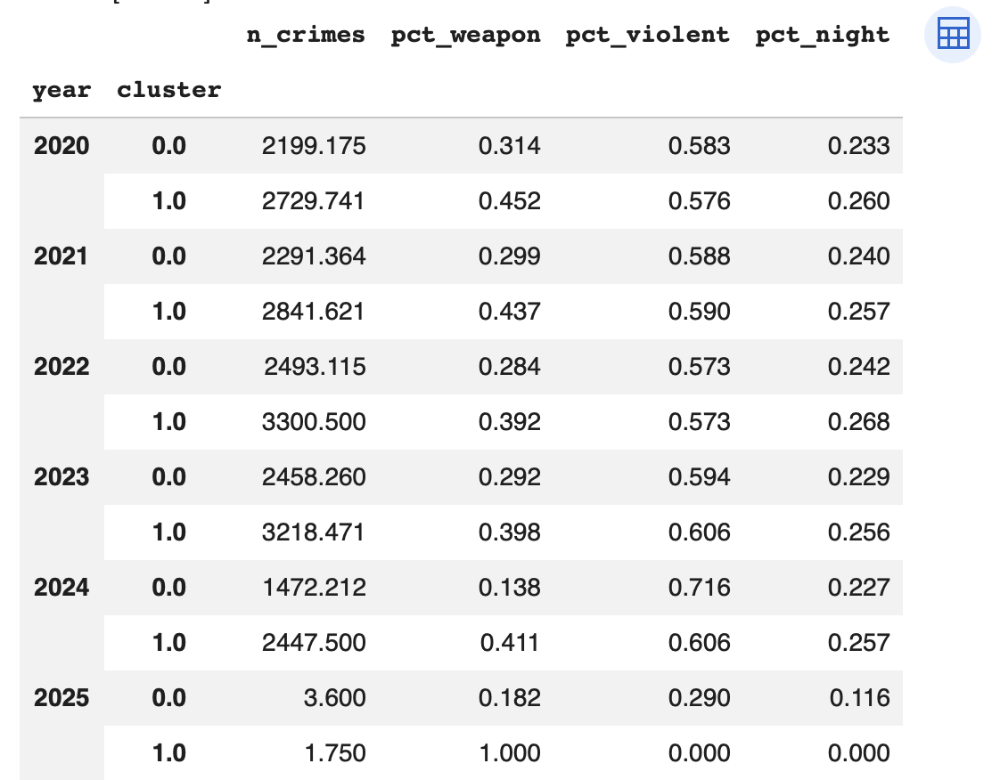 n_crimes pct_weapon pct_violent pct_night
year cluster
2020 0.0 2199.175 0.314 0.583 0.233
1.0 2729.741 0.452 0.576 0.260
2021 0.0 2291.364 0.299 0.588 0.240
1.0 2841.621 0.437 0.590 0.257
2022 0.0 2493.115 0.284 0.573 0.242
1.0 3300.500 0.392 0.573 0.268
2023 0.0 2458.260 0.292 0.594 0.229
1.0 3218.471 0.398 0.606 0.256
2024 0.0 1472.212 0.138 0.716 0.227
1.0 2447.500 0.411 0.606 0.257
2025 0.0 3.600 0.182 0.290 0.116
1.0 1.750 1.000 0.000 0.000